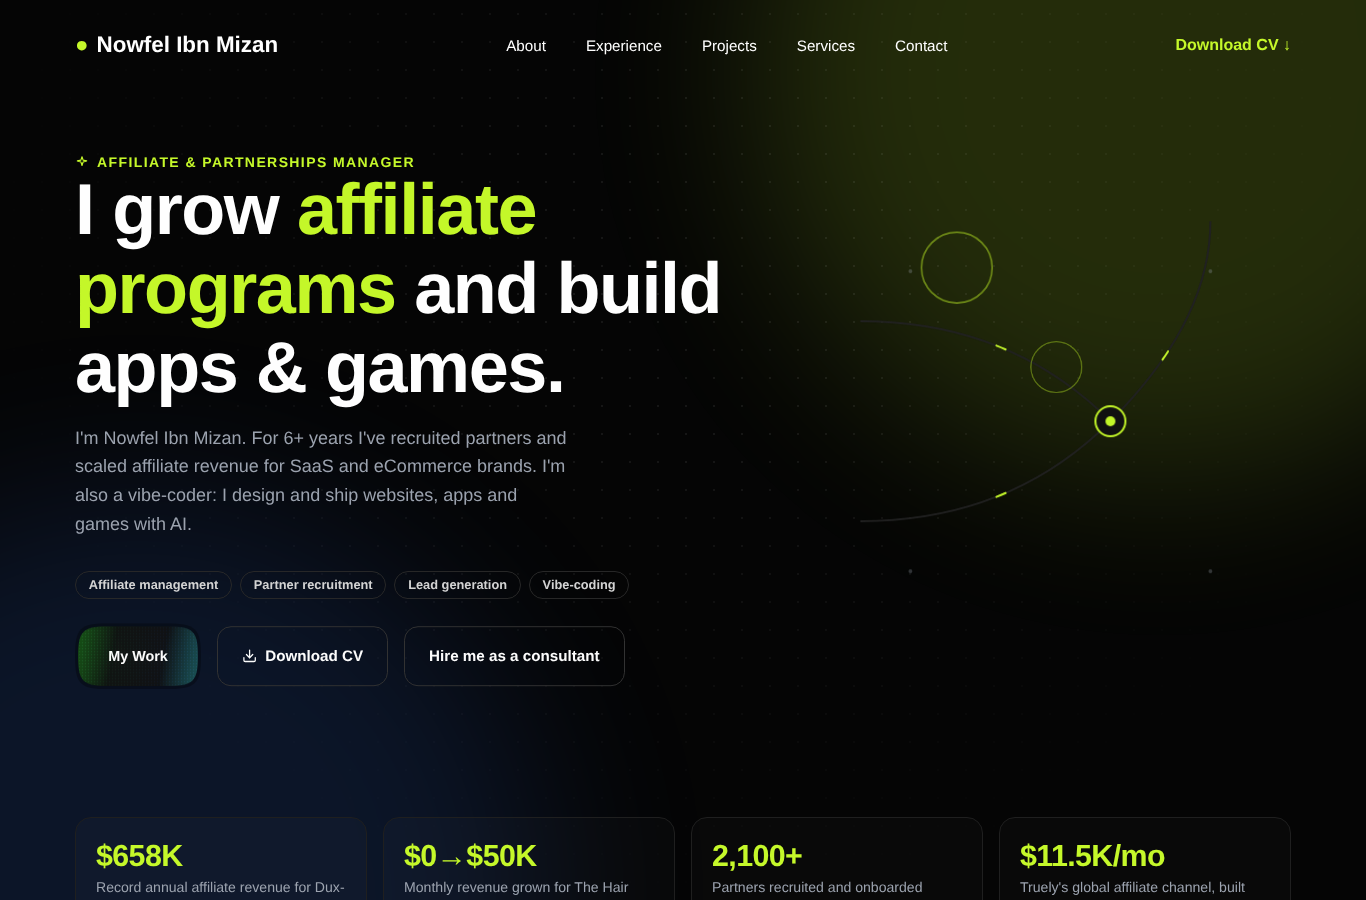 Nowfel Ibn Mizan
About
Experience
Projects
Services
Contact
Download CV ↓
AFFILIATE & PARTNERSHIPS MANAGER
I grow affiliate
programs and build
apps & games.
I'm Nowfel Ibn Mizan. For 6+ years I've recruited partners and
scaled affiliate revenue for SaaS and eCommerce brands. I'm
also a vibe-coder: I design and ship websites, apps and
games with AI.
Affiliate management
Partner recruitment
Lead generation
Vibe-coding
My Work
Download CV
Hire me as a consultant
$658K
Record annual affiliate revenue for Dux-
$0→$50K
Monthly revenue grown for The Hair
2,100+
Partners recruited and onboarded
$11.5K/mo
Truely's global affiliate channel, built